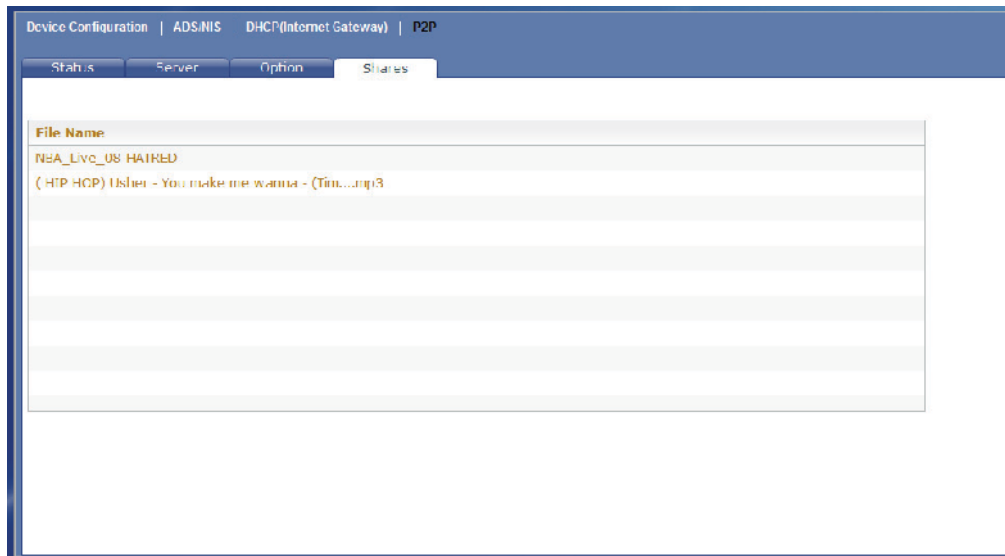 Device Configuration | ADS/NIS DHCP(Internet Gateway) | P2P
Status Server Option Shares
File Name
NBA_Live_08-HATRED
( HIP HOP) Usher - You make me wanna - (Tim....mp3